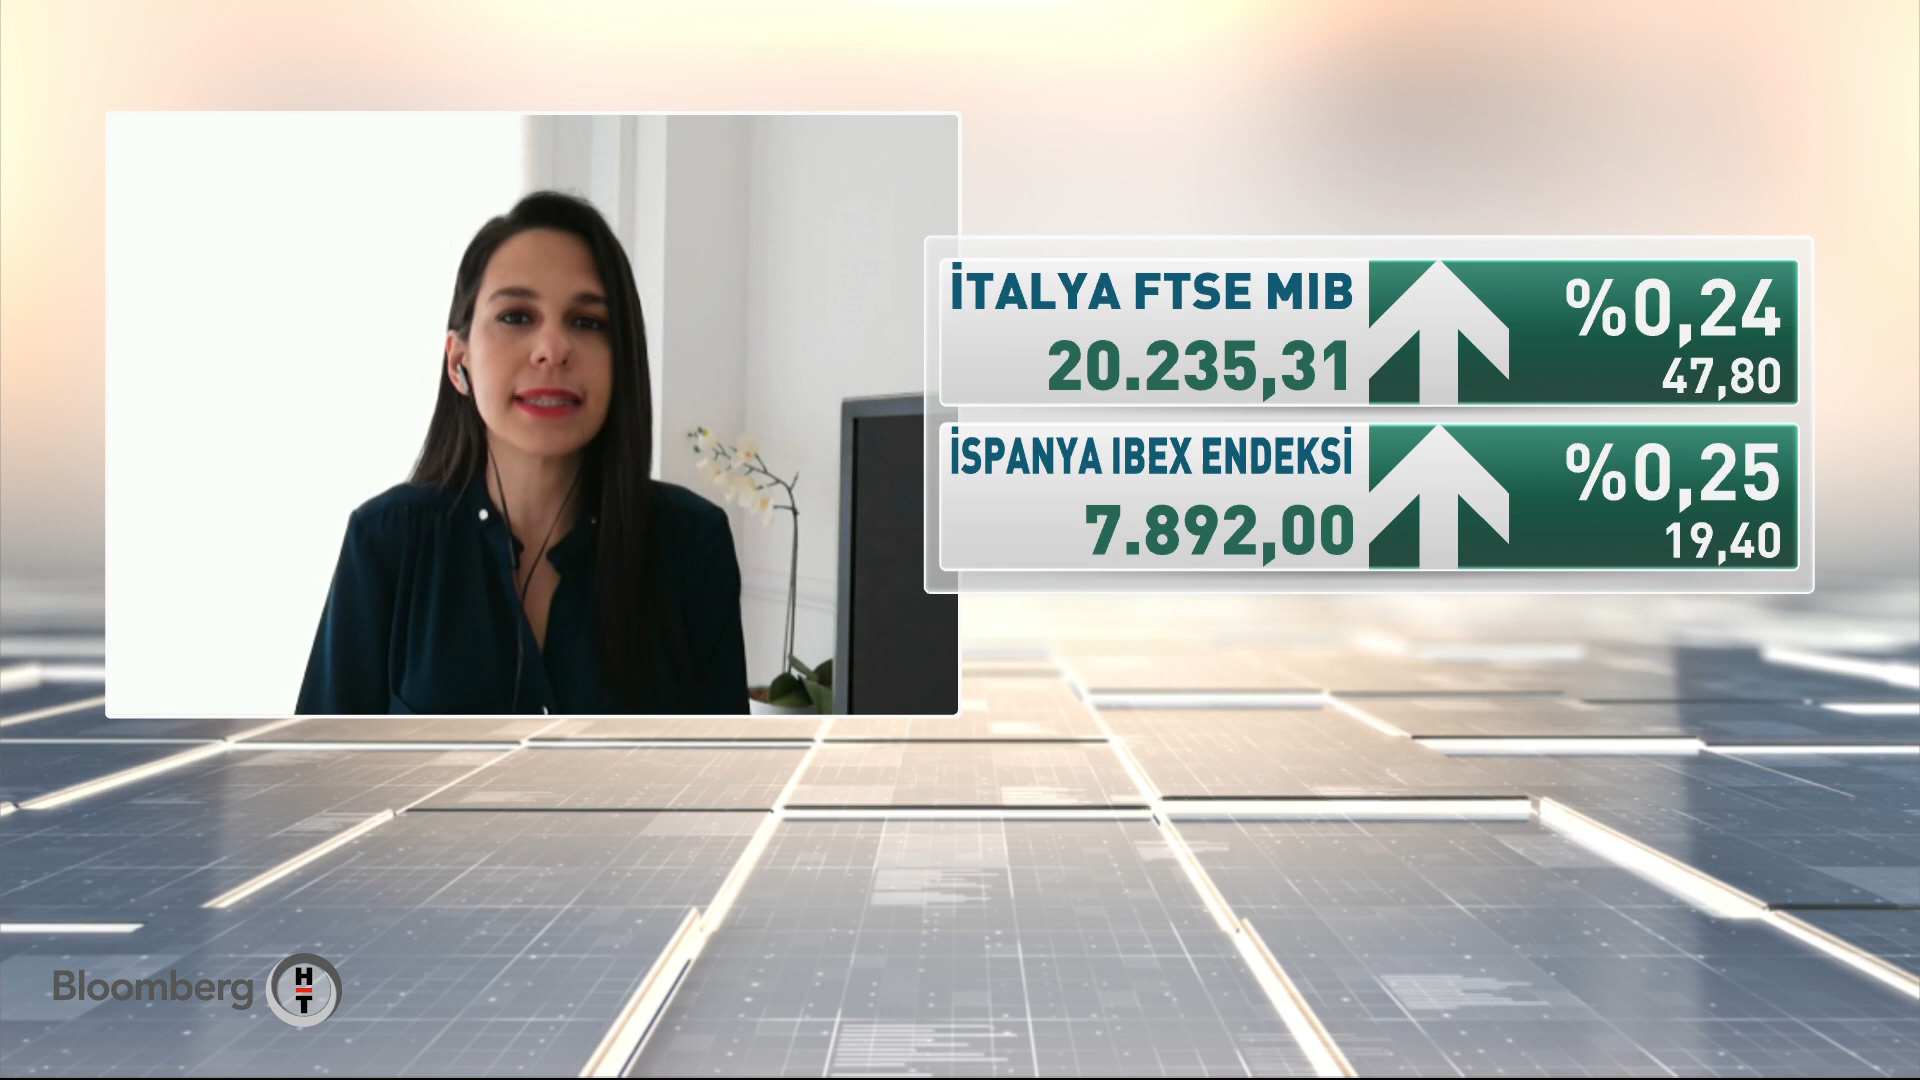 İTALYA FTSE MIB
20.235,31
%0,24
47,80
İSPANYA IBEX ENDEKSİ
7.892,00
%0,25
19,40
Bloomberg HT